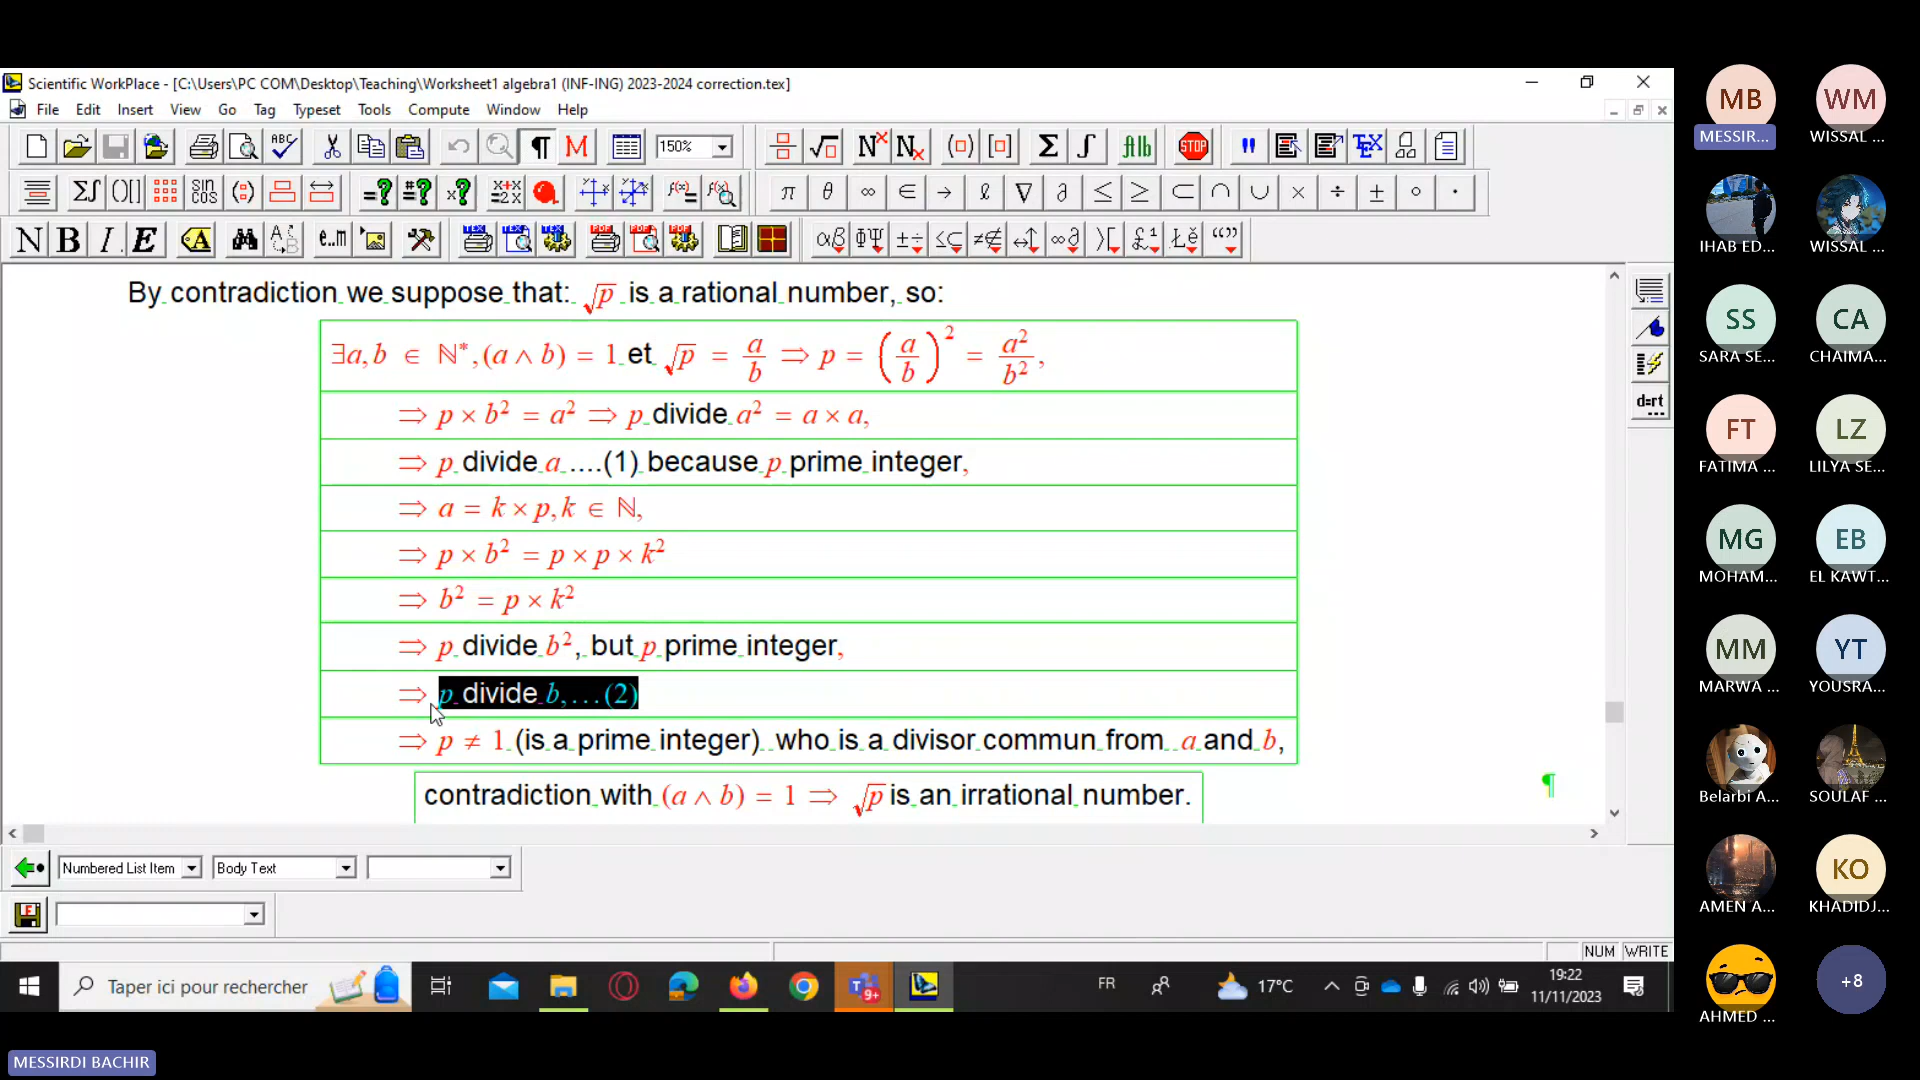 Scientific WorkPlace - [C:\Users\PC COM\Desktop\Teaching\Worksheet1 algebra1 (INF-ING) 2023-2024 correction.tex]
File Edit Insert View Go Tag Typeset Tools Compute Window Help
150%
By contradiction we suppose that: √p is a rational number, so:
∃a, b ∈ ℕ*, (a ∧ b) = 1 et √p = a/b ⟹ p = (a/b)² = a²/b²,
⟹ p × b² = a² ⟹ p divide a² = a × a,
⟹ p divide a ....(1) because p prime integer,
⟹ a = k × p, k ∈ ℕ,
⟹ p × b² = p × p × k²
⟹ b² = p × k²
⟹ p divide b², but p prime integer,
⟹ p divide b, ...(2)
⟹ p ≠ 1 (is a prime integer) who is a divisor commun from a and b,
contradiction with (a ∧ b) = 1 ⟹ √p is an irrational number.
Numbered List Item Body Text
NUM WRITE
Taper ici pour rechercher
FR 17°C 19:22
11/11/2023
MESSIRDI BACHIR
MB WM
MESSIR... WISSAL ...
IHAB ED... WISSAL ...
SS CA
SARA SE... CHAIMA...
FT LZ
FATIMA ... LILYA SE...
MG EB
MOHAM... EL KAWT...
MM YT
MARWA ... YOUSRA...
Belarbi A... SOULAF ...
KO
AMEN A... KHADIDJ...
+8
AHMED ...